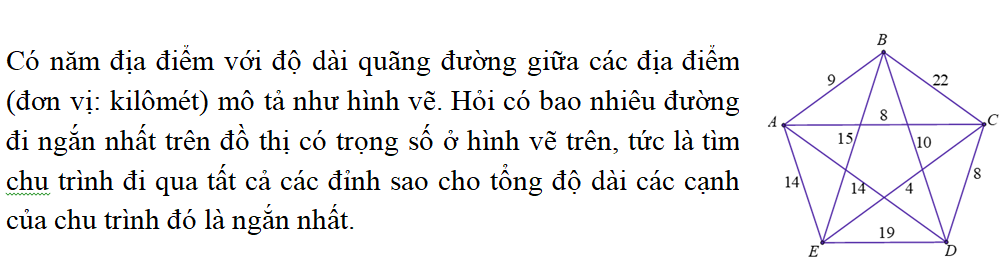 Có năm địa điểm với độ dài quãng đường giữa các địa điểm
(đơn vị: kilômét) mô tả như hình vẽ. Hỏi có bao nhiêu đường
đi ngắn nhất trên đồ thị có trọng số ở hình vẽ trên, tức là tìm
chu trình đi qua tất cả các đỉnh sao cho tổng độ dài các cạnh
của chu trình đó là ngắn nhất.
B
9 22
A 8 C
15 10
14 14 4 8
19
E D